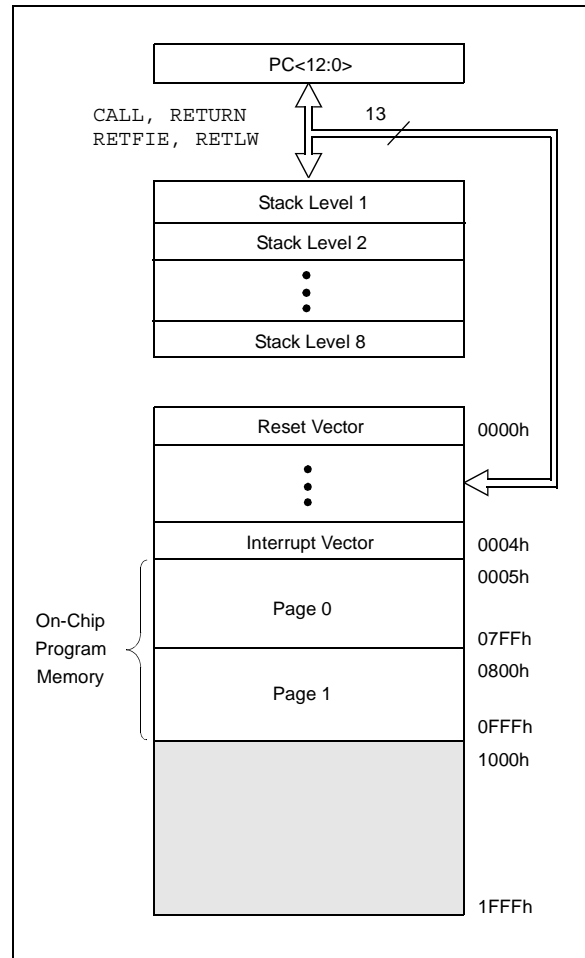 PC<12:0>
CALL, RETURN
RETFIE, RETLW
13
Stack Level 1
Stack Level 2
Stack Level 8
Reset Vector
0000h
Interrupt Vector
0004h
0005h
On-Chip
Program
Memory
Page 0
07FFh
0800h
Page 1
0FFFh
1000h
1FFFh